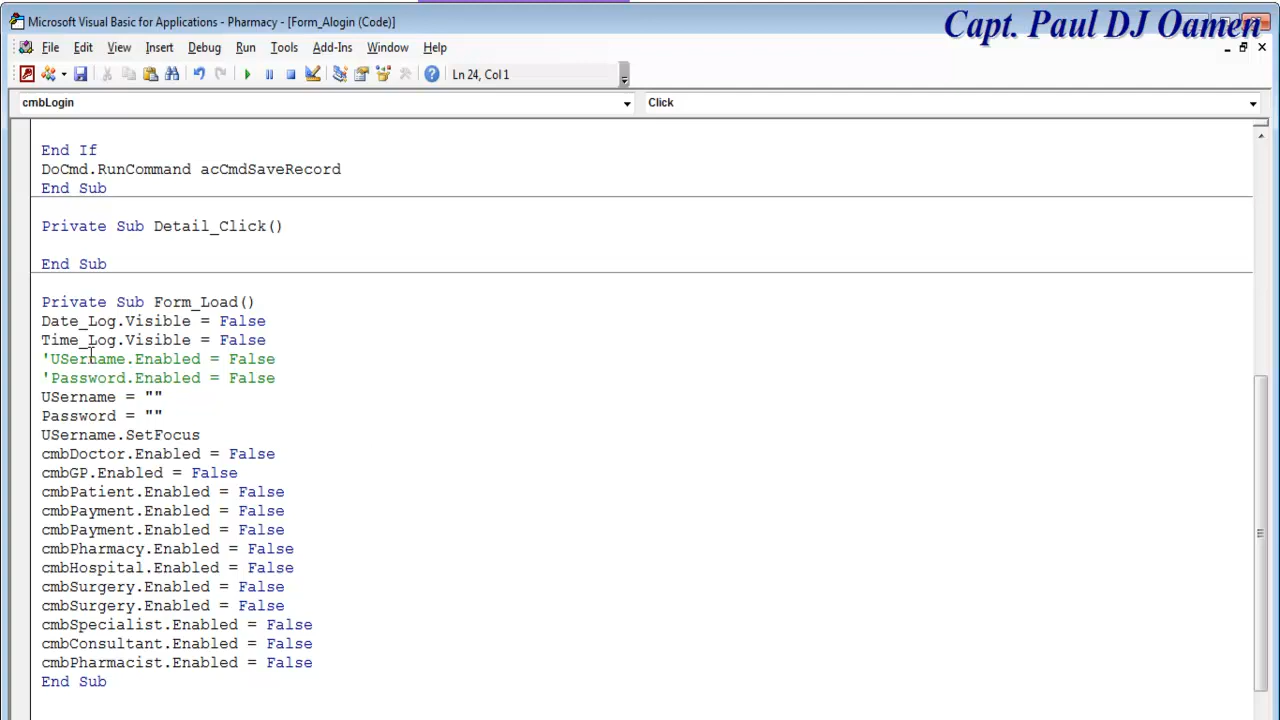 Microsoft Visual Basic for Applications - Pharmacy - [Form_Alogin (Code)]
Capt. Paul DJ Oamen
File Edit View Insert Debug Run Tools Add-Ins Window Help
Ln 24, Col 1
cmbLogin Click
End If
DoCmd.RunCommand acCmdSaveRecord
End Sub
Private Sub Detail_Click()
End Sub
Private Sub Form_Load()
Date_Log.Visible = False
Time_Log.Visible = False
'USername.Enabled = False
'Password.Enabled = False
USername = ""
Password = ""
USername.SetFocus
cmbDoctor.Enabled = False
cmbGP.Enabled = False
cmbPatient.Enabled = False
cmbPayment.Enabled = False
cmbPayment.Enabled = False
cmbPharmacy.Enabled = False
cmbHospital.Enabled = False
cmbSurgery.Enabled = False
cmbSurgery.Enabled = False
cmbSpecialist.Enabled = False
cmbConsultant.Enabled = False
cmbPharmacist.Enabled = False
End Sub